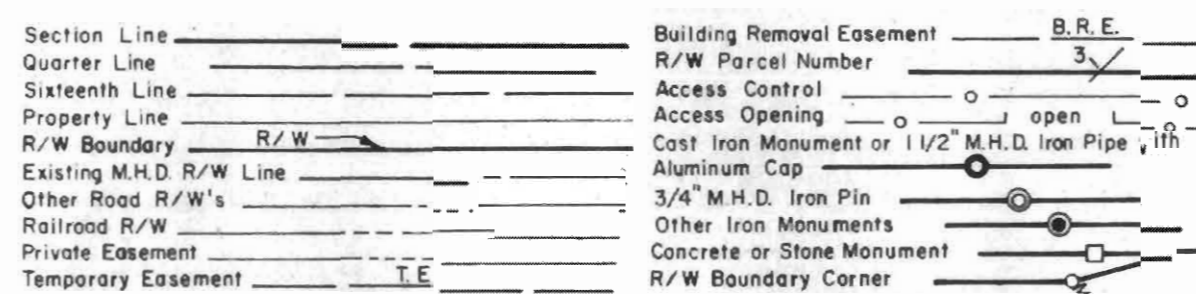 Section Line
Quarter Line
Sixteenth Line
Property Line
R/W Boundary R/W
Existing M.H.D. R/W Line
Other Road R/W's
Railroad R/W
Private Easement
Temporary Easement T. E
Building Removal Easement B. R. E.
R/W Parcel Number 3
Access Control
Access Opening open
Cast Iron Monument or 1 1/2" M.H.D. Iron Pipe with
Aluminum Cap
3/4" M.H.D. Iron Pin
Other Iron Monuments
Concrete or Stone Monument
R/W Boundary Corner